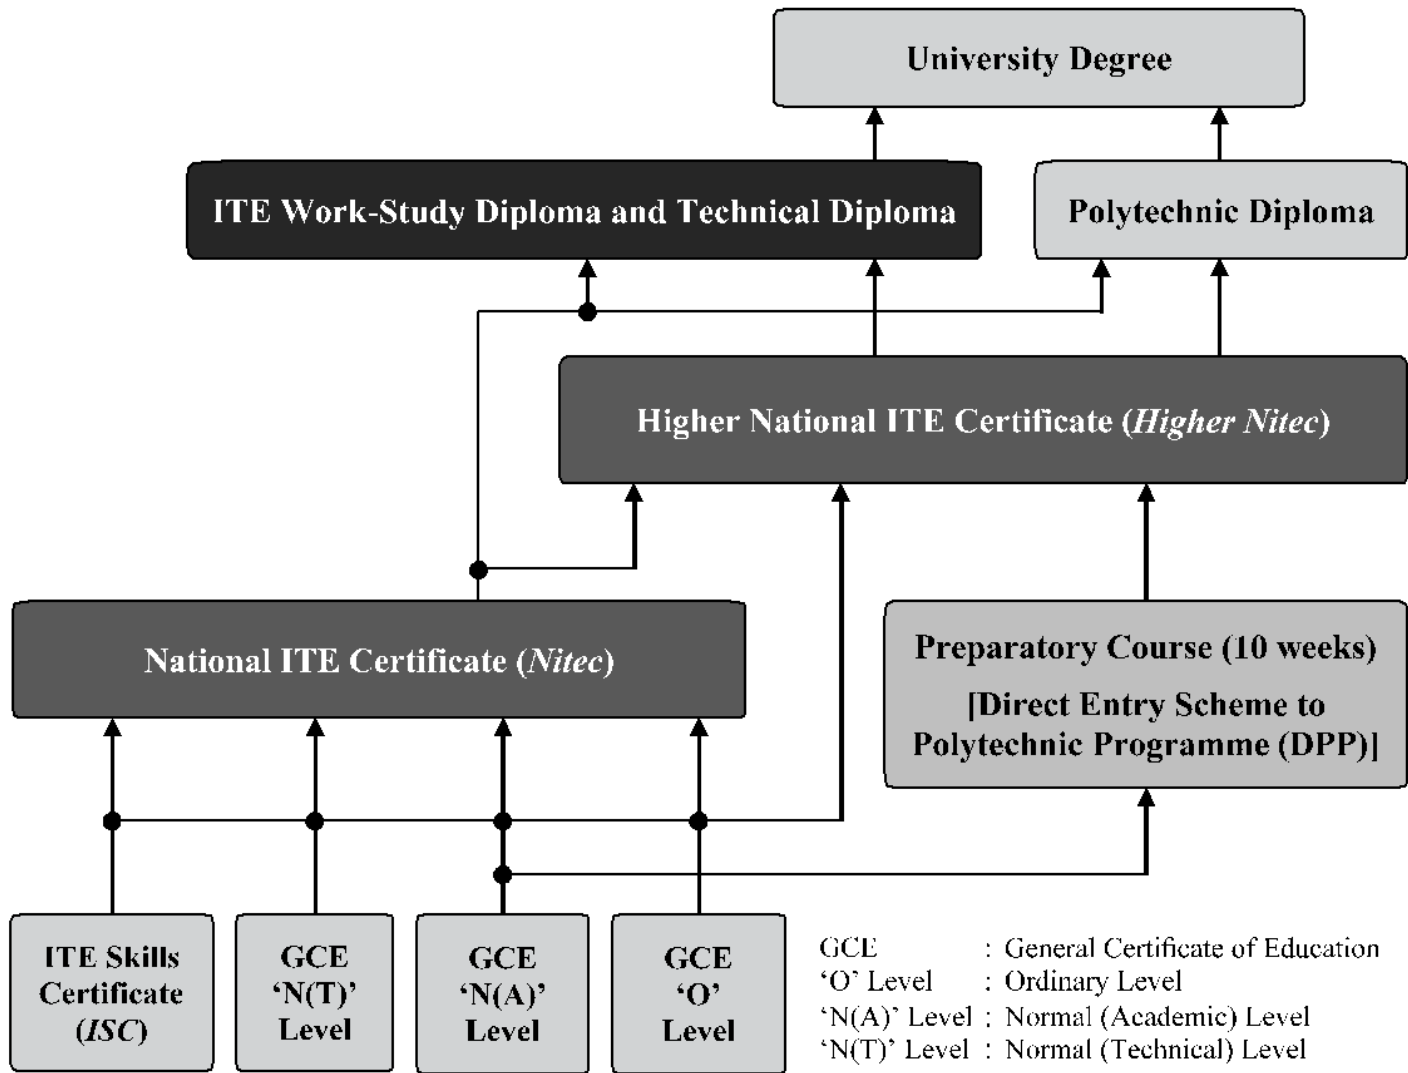 University Degree
ITE Work-Study Diploma and Technical Diploma
Polytechnic Diploma
Higher National ITE Certificate (Higher Nitec)
National ITE Certificate (Nitec)
Preparatory Course (10 weeks)
[Direct Entry Scheme to
Polytechnic Programme (DPP)]
ITE Skills
Certificate
(ISC)
GCE
‘N(T)’
Level
GCE
‘N(A)’
Level
GCE
‘O’
Level
GCE : General Certificate of Education
‘O’ Level : Ordinary Level
‘N(A)’ Level : Normal (Academic) Level
‘N(T)’ Level : Normal (Technical) Level